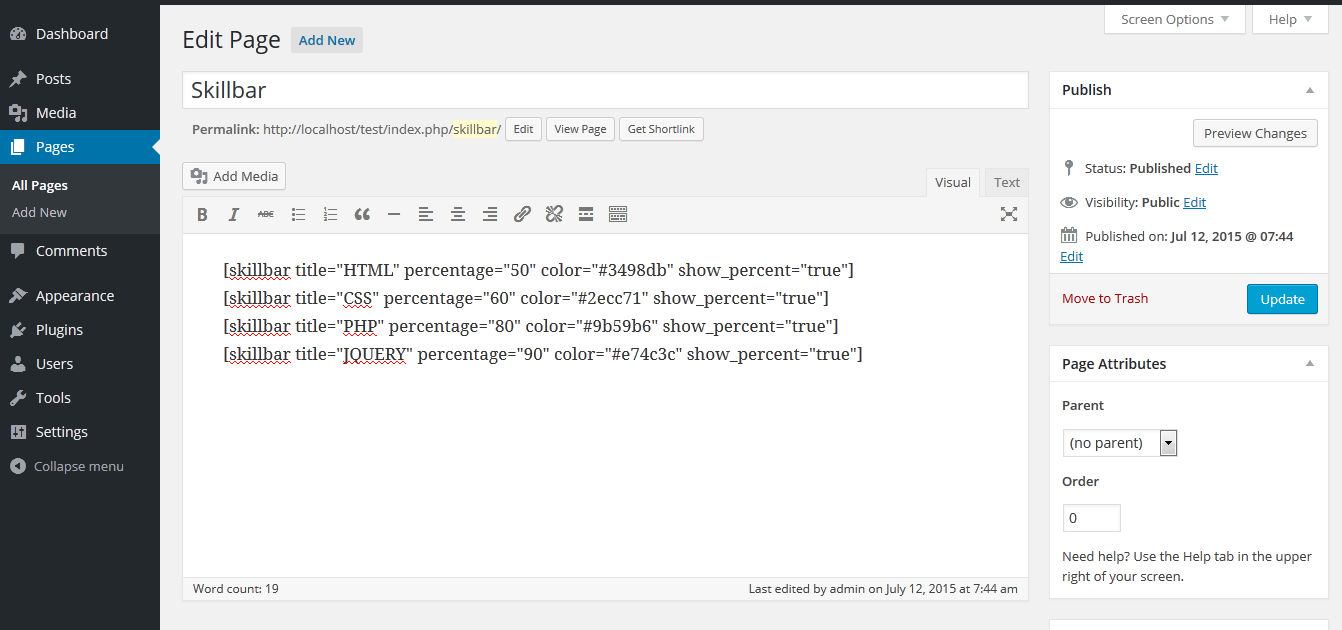 Dashboard
Posts
Media
Pages
All Pages
Add New
Comments
Appearance
Plugins
Users
Tools
Settings
Collapse menu
Screen Options
Help
Edit Page Add New
Skillbar
Permalink: http://localhost/test/index.php/skillbar/ Edit View Page Get Shortlink
Add Media
Visual Text
B I ABC
[skillbar title="HTML" percentage="50" color="#3498db" show_percent="true"]
[skillbar title="CSS" percentage="60" color="#2ecc71" show_percent="true"]
[skillbar title="PHP" percentage="80" color="#9b59b6" show_percent="true"]
[skillbar title="JQUERY" percentage="90" color="#e74c3c" show_percent="true"]
Word count: 19
Last edited by admin on July 12, 2015 at 7:44 am
Publish
Preview Changes
Status: Published Edit
Visibility: Public Edit
Published on: Jul 12, 2015 @ 07:44
Edit
Move to Trash
Update
Page Attributes
Parent
(no parent)
Order
0
Need help? Use the Help tab in the upper
right of your screen.